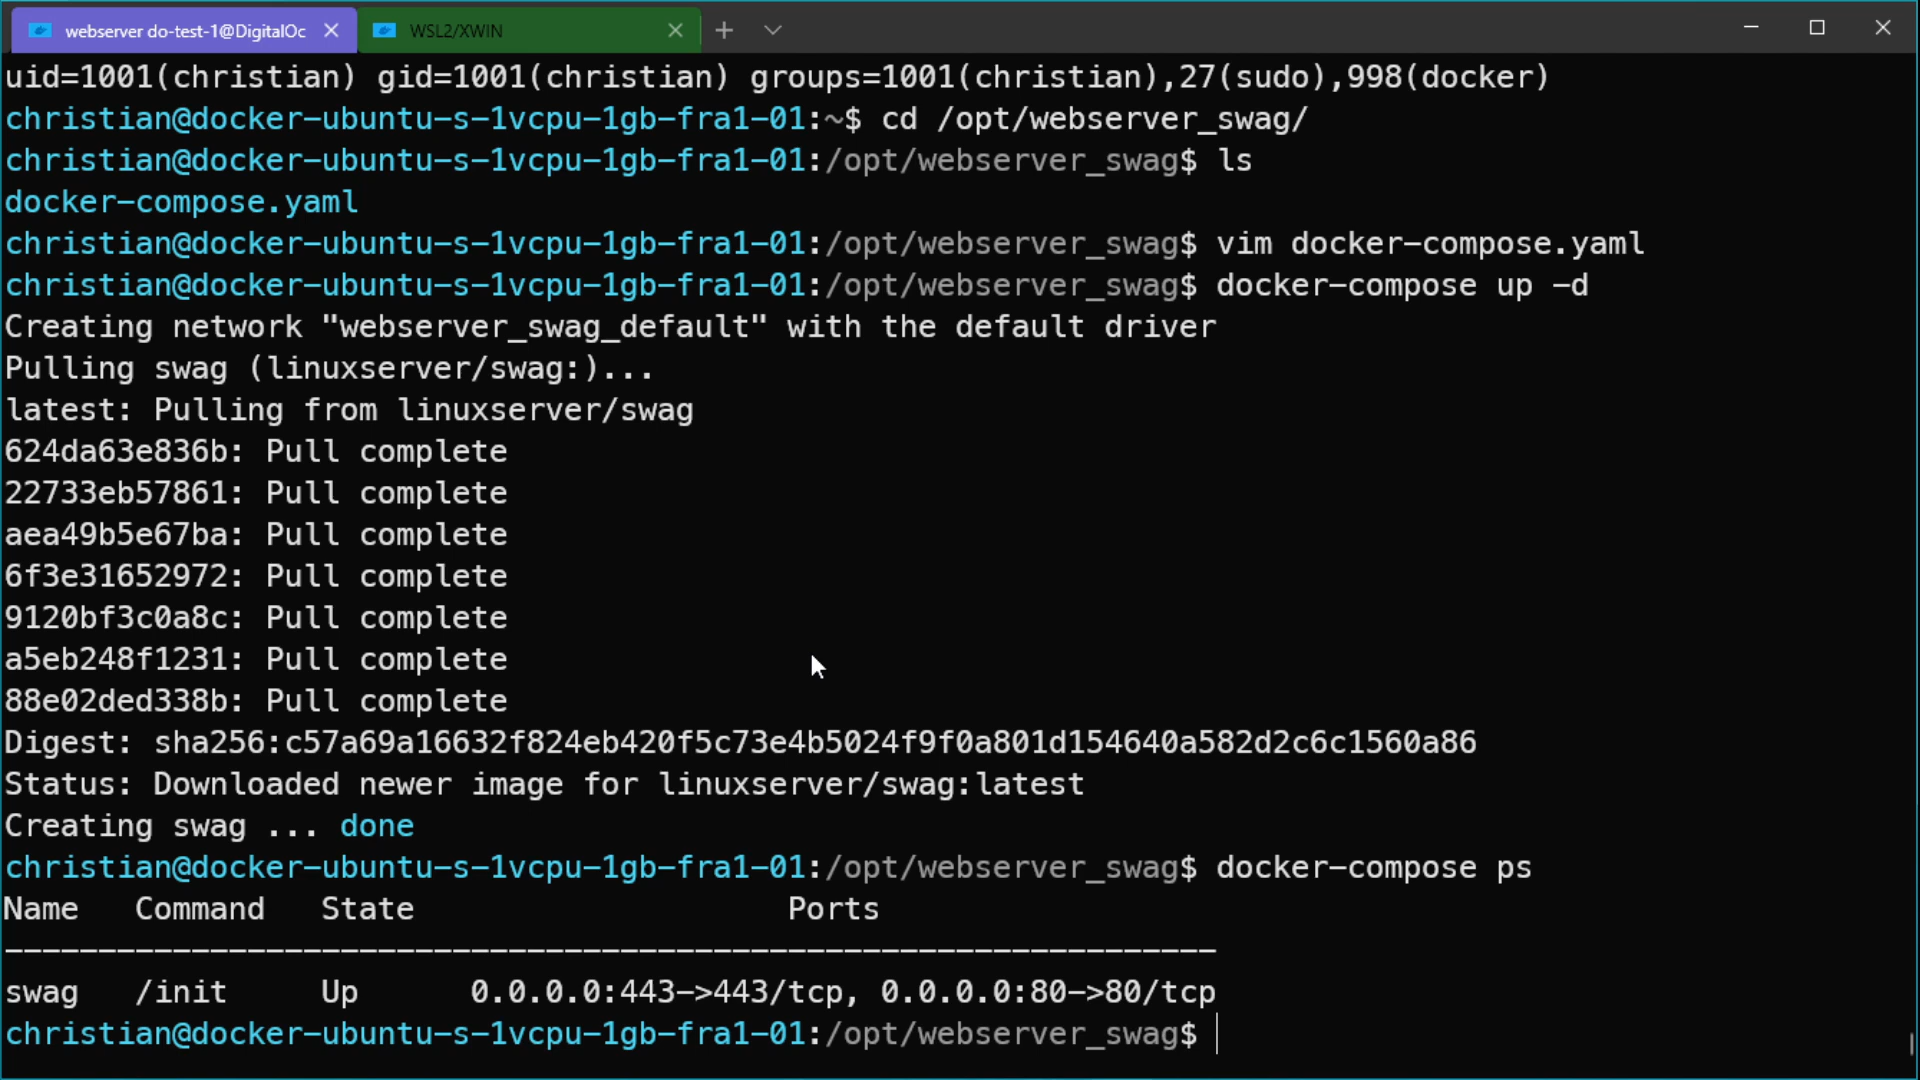 webserver do-test-1@DigitalOc
WSL2/XWIN
uid=1001(christian) gid=1001(christian) groups=1001(christian),27(sudo),998(docker)
christian@docker-ubuntu-s-1vcpu-1gb-fra1-01:~$ cd /opt/webserver_swag/
christian@docker-ubuntu-s-1vcpu-1gb-fra1-01:/opt/webserver_swag$ ls
docker-compose.yaml
christian@docker-ubuntu-s-1vcpu-1gb-fra1-01:/opt/webserver_swag$ vim docker-compose.yaml
christian@docker-ubuntu-s-1vcpu-1gb-fra1-01:/opt/webserver_swag$ docker-compose up -d
Creating network "webserver_swag_default" with the default driver
Pulling swag (linuxserver/swag:)...
latest: Pulling from linuxserver/swag
624da63e836b: Pull complete
22733eb57861: Pull complete
aea49b5e67ba: Pull complete
6f3e31652972: Pull complete
9120bf3c0a8c: Pull complete
a5eb248f1231: Pull complete
88e02ded338b: Pull complete
Digest: sha256:c57a69a16632f824eb420f5c73e4b5024f9f0a801d154640a582d2c6c1560a86
Status: Downloaded newer image for linuxserver/swag:latest
Creating swag ... done
christian@docker-ubuntu-s-1vcpu-1gb-fra1-01:/opt/webserver_swag$ docker-compose ps
Name   Command   State                    Ports
-----------------------------------------------------------------
swag   /init     Up      0.0.0.0:443->443/tcp, 0.0.0.0:80->80/tcp
christian@docker-ubuntu-s-1vcpu-1gb-fra1-01:/opt/webserver_swag$